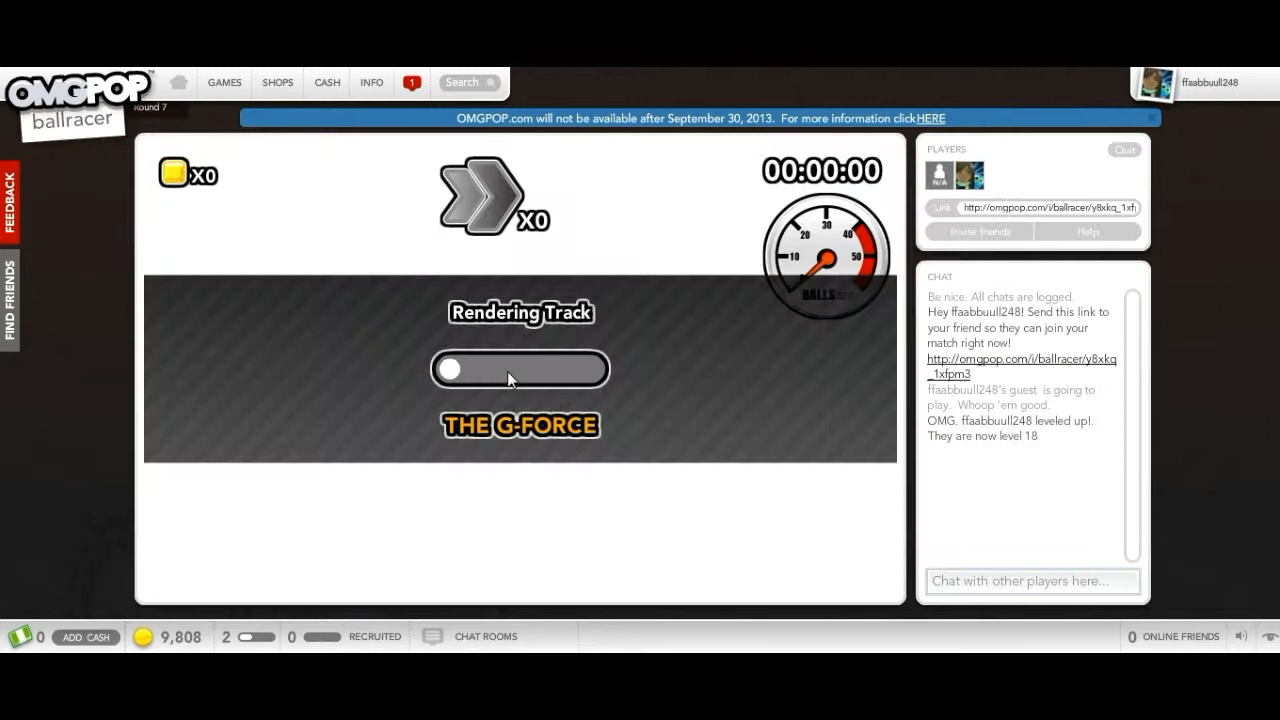 OMGPOP
ballracer
GAMES
SHOPS
CASH
INFO
1
Search
ffaabbuull248
Round 7
OMGPOP.com will not be available after September 30, 2013. For more information click HERE
FEEDBACK
FIND FRIENDS
X0
X0
00:00:00
10
20
30
40
50
BALLS
Rendering Track
THE G-FORCE
PLAYERS
Quit
N/A
Link
http://omgpop.com/i/ballracer/y8xkq_1xfp
Invite friends
Help
CHAT
Be nice. All chats are logged.
Hey ffaabbuull248! Send this link to
your friend so they can join your
match right now!
http://omgpop.com/i/ballracer/y8xkq
_1xfpm3
ffaabbuull248's guest is going to
play. Whoop 'em good.
OMG. ffaabbuull248 leveled up!.
They are now level 18
Chat with other players here...
0
ADD CASH
9,808
2
0
RECRUITED
CHAT ROOMS
0 ONLINE FRIENDS